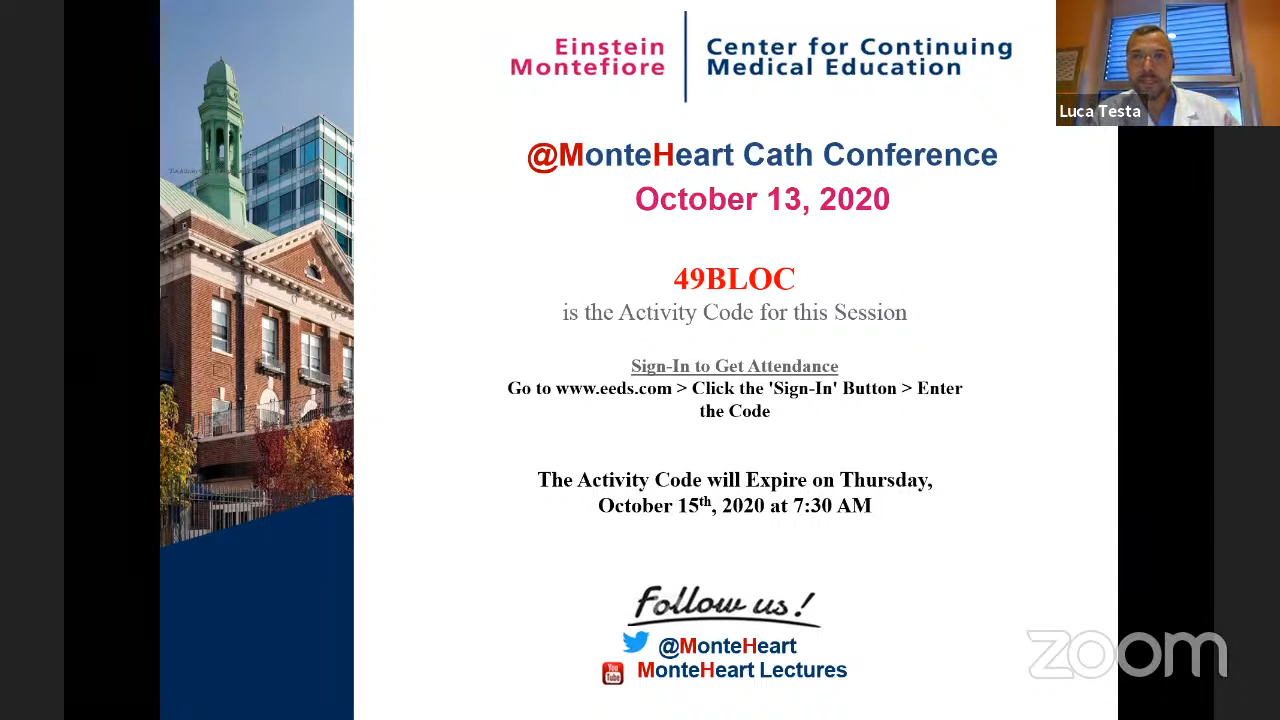 Einstein
Montefiore
Center for Continuing
Medical Education
Luca Testa
@MonteHeart Cath Conference
October 13, 2020
49BLOC
is the Activity Code for this Session
Sign-In to Get Attendance
Go to www.eeds.com > Click the 'Sign-In' Button > Enter
the Code
The Activity Code will Expire on Thursday,
October 15th, 2020 at 7:30 AM
Follow us!
@MonteHeart
You
Tube
MonteHeart Lectures
zoom